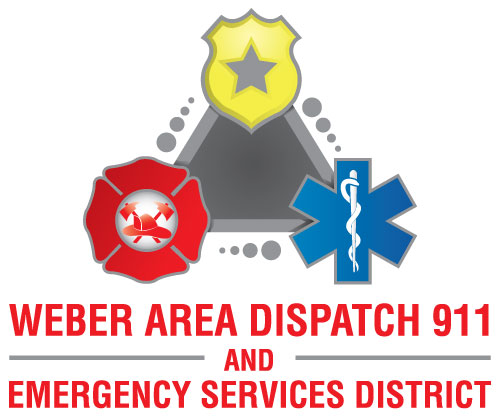 WEBER AREA DISPATCH 911
AND
EMERGENCY SERVICES DISTRICT